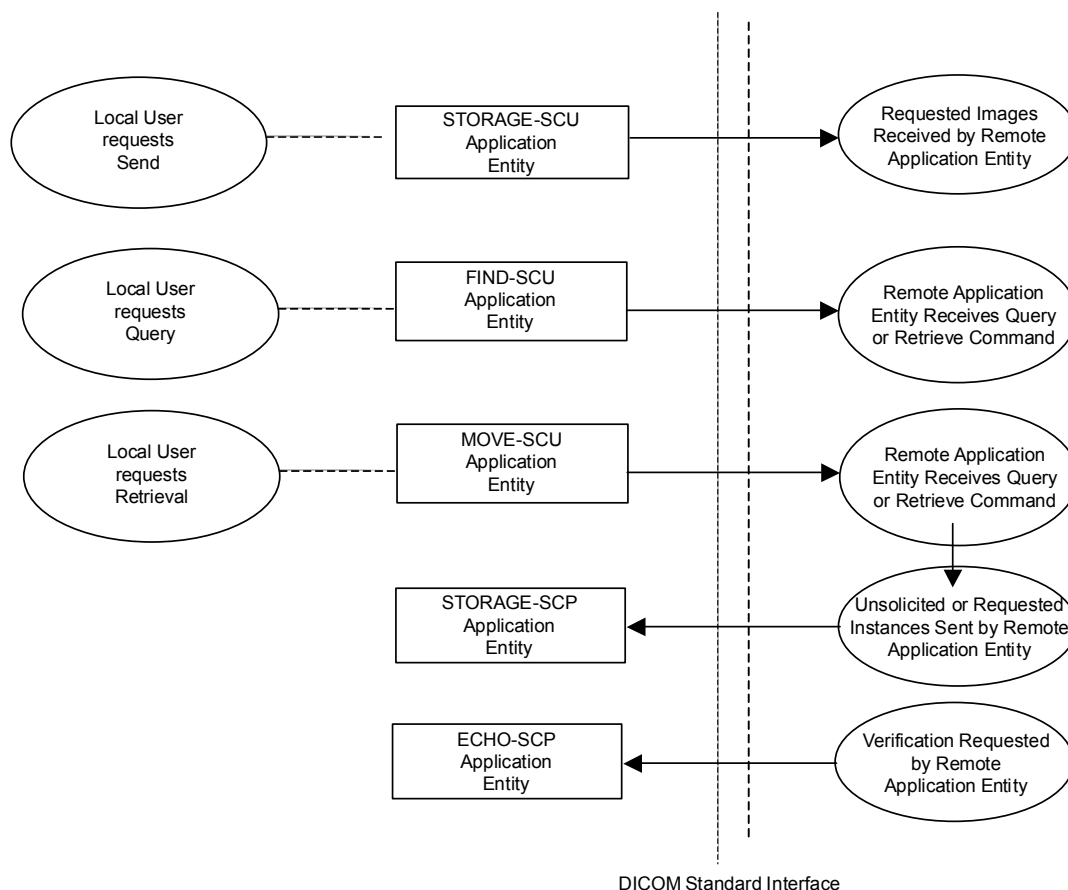 Local User
requests
Send
STORAGE-SCU
Application
Entity
Requested Images
Received by Remote
Application Entity
Local User
requests
Query
FIND-SCU
Application
Entity
Remote Application
Entity Receives Query
or Retrieve Command
Local User
requests
Retrieval
MOVE-SCU
Application
Entity
Remote Application
Entity Receives Query
or Retrieve Command
STORAGE-SCP
Application
Entity
Unsolicited or Requested
Instances Sent by Remote
Application Entity
ECHO-SCP
Application
Entity
Verification Requested
by Remote
Application Entity
DICOM Standard Interface